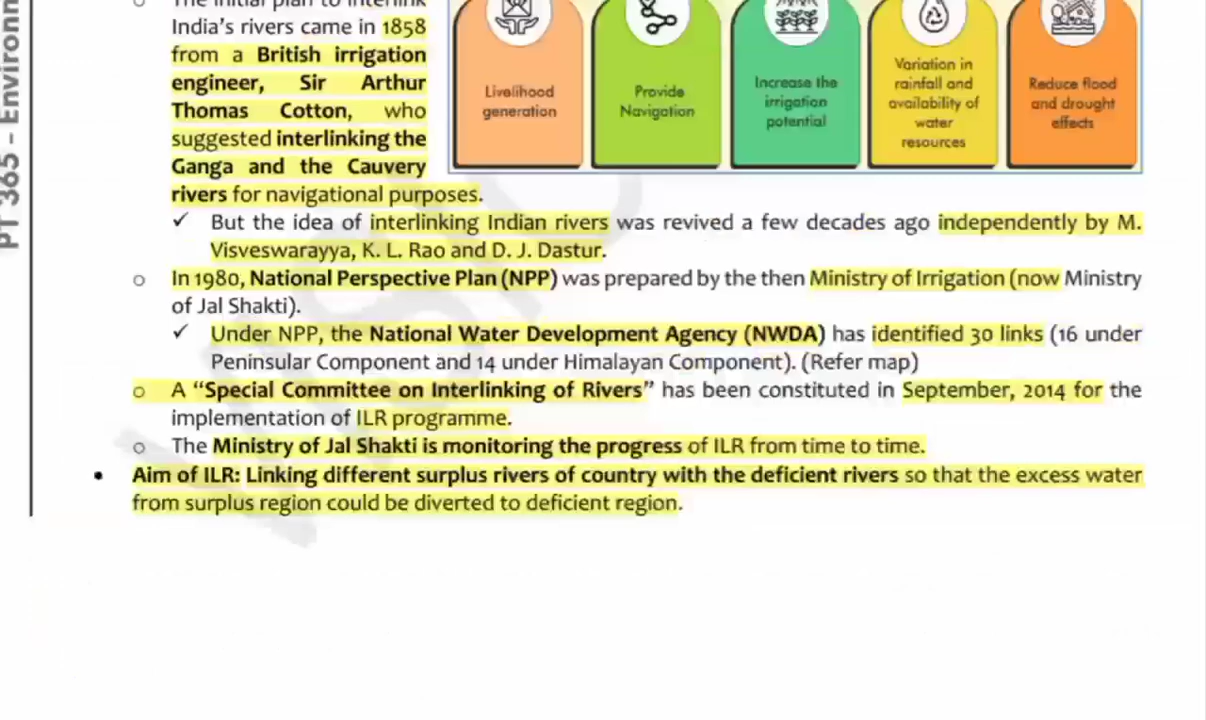 The initial plan to interlink
India's rivers came in 1858
from a British irrigation
engineer, Sir Arthur
Thomas Cotton, who
suggested interlinking the
Ganga and the Cauvery
rivers for navigational purposes.
Livelihood
generation
Provide
Navigation
Increase the
irrigation
potential
Variation in
rainfall and
availability of
water
resources
Reduce flood
and drought
effects
✓ But the idea of interlinking Indian rivers was revived a few decades ago independently by M.
Visveswarayya, K. L. Rao and D. J. Dastur.
o In 1980, National Perspective Plan (NPP) was prepared by the then Ministry of Irrigation (now Ministry
of Jal Shakti).
✓ Under NPP, the National Water Development Agency (NWDA) has identified 30 links (16 under
Peninsular Component and 14 under Himalayan Component). (Refer map)
o A “Special Committee on Interlinking of Rivers” has been constituted in September, 2014 for the
implementation of ILR programme.
o The Ministry of Jal Shakti is monitoring the progress of ILR from time to time.
• Aim of ILR: Linking different surplus rivers of country with the deficient rivers so that the excess water
from surplus region could be diverted to deficient region.
PT 365 – Environm